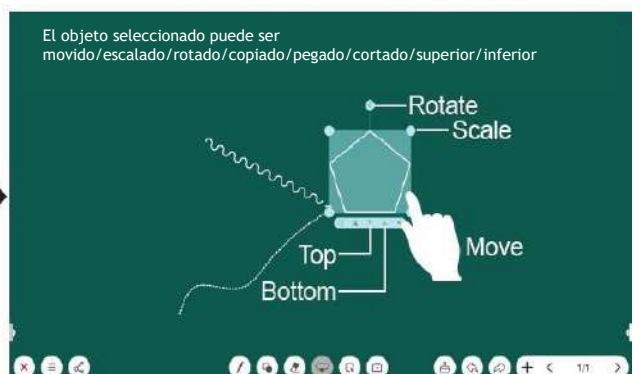 El objeto seleccionado puede ser
movido/escalado/rotado/copiado/pegado/cortado/superior/inferior
Rotate
Scale
Top
Move
Bottom
1/1